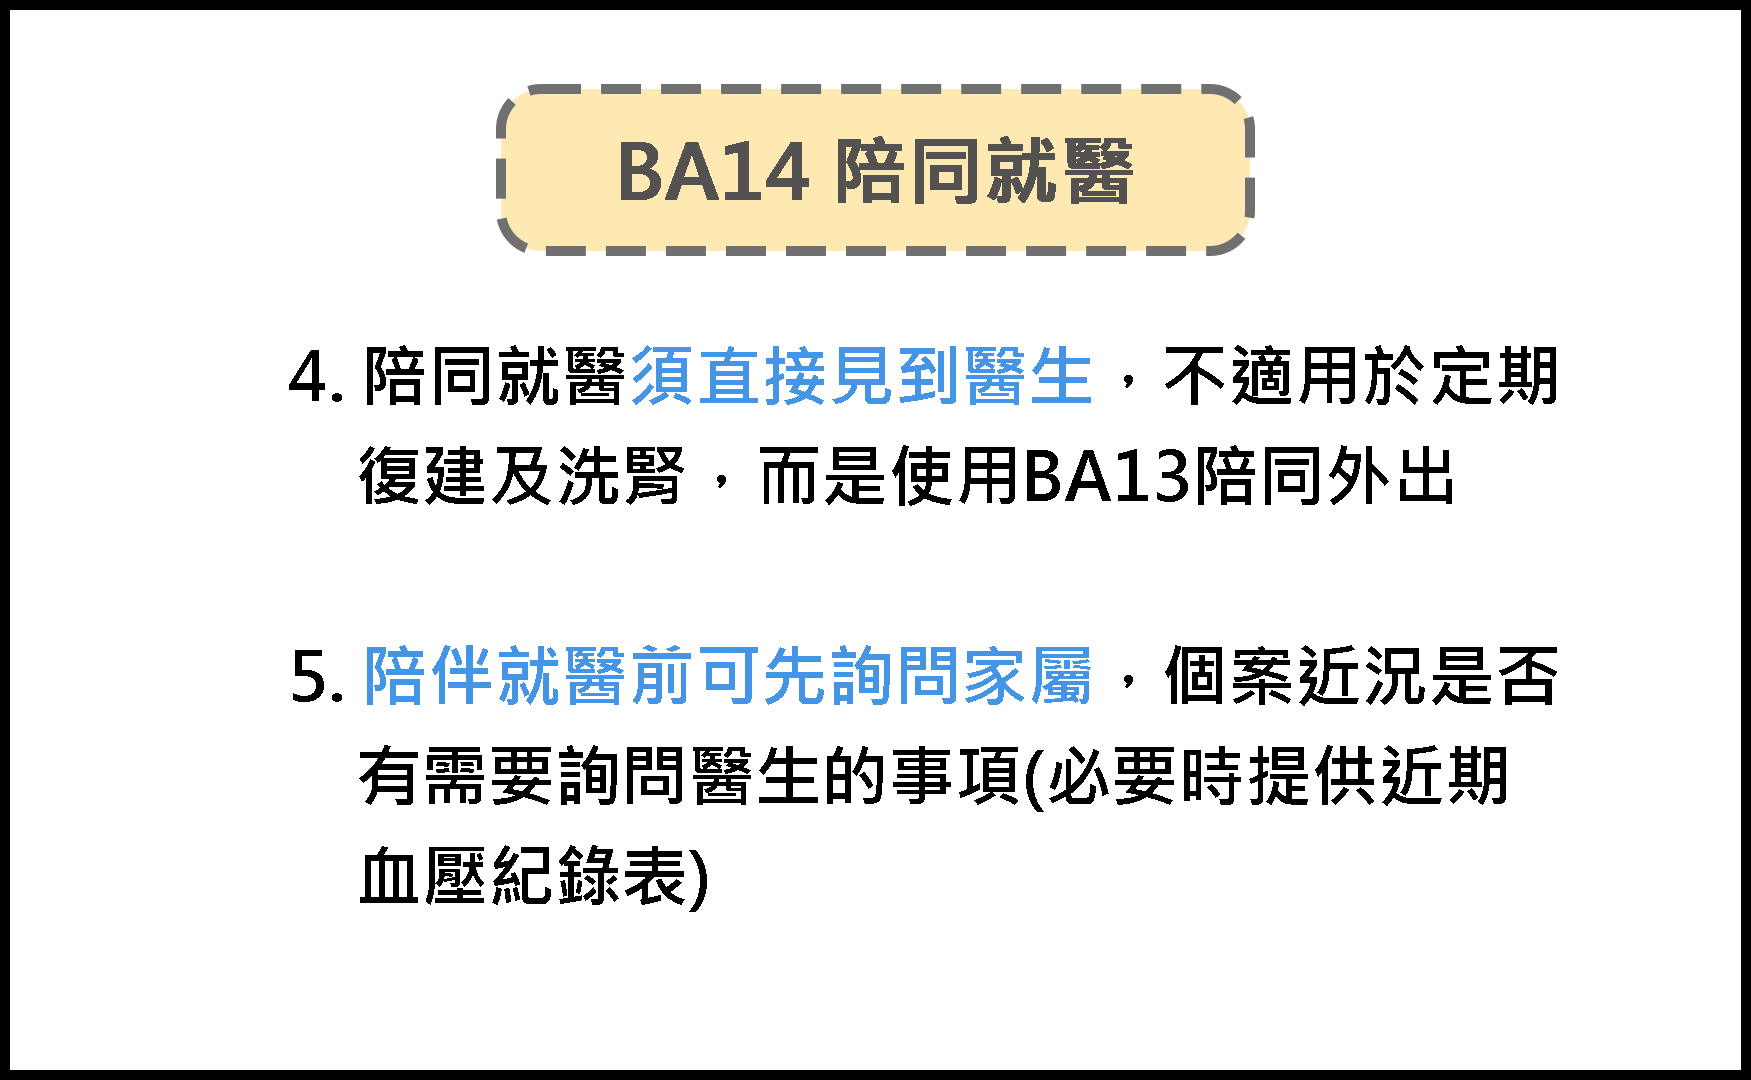 BA14 陪同就醫
4. 陪同就醫須直接見到醫生，不適用於定期
復建及洗腎，而是使用BA13陪同外出
5. 陪伴就醫前可先詢問家屬，個案近況是否
有需要詢問醫生的事項(必要時提供近期
血壓紀錄表)